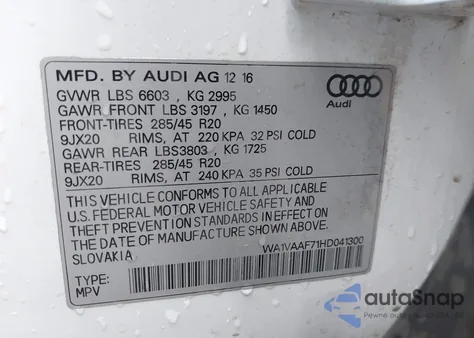 MFD. BY AUDI AG 12 16
GVWR LBS 6603 , KG 2995
GAWR FRONT LBS 3197 , KG 1450
FRONT-TIRES 285/45 R20
9JX20 RIMS, AT 220 KPA 32 PSI COLD
GAWR REAR LBS3803 , KG 1725
REAR-TIRES 285/45 R20
9JX20 RIMS, AT 240 KPA 35 PSI COLD
THIS VEHICLE CONFORMS TO ALL APPLICABLE
U.S. FEDERAL MOTOR VEHICLE SAFETY AND
THEFT PREVENTION STANDARDS IN EFFECT ON
THE DATE OF MANUFACTURE SHOWN ABOVE.
SLOVAKIA
WA1VAAF71HD041300
TYPE:
MPV
Audi
autoSnap